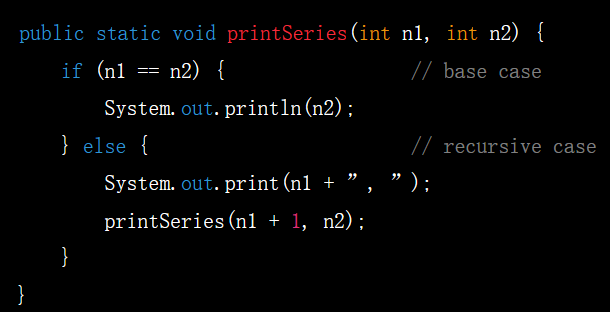 public static void printSeries(int n1, int n2) {
    if (n1 == n2) {                 // base case
        System.out.println(n2);
    } else {                        // recursive case
        System.out.print(n1 + ”, ”);
        printSeries(n1 + 1, n2);
    }
}